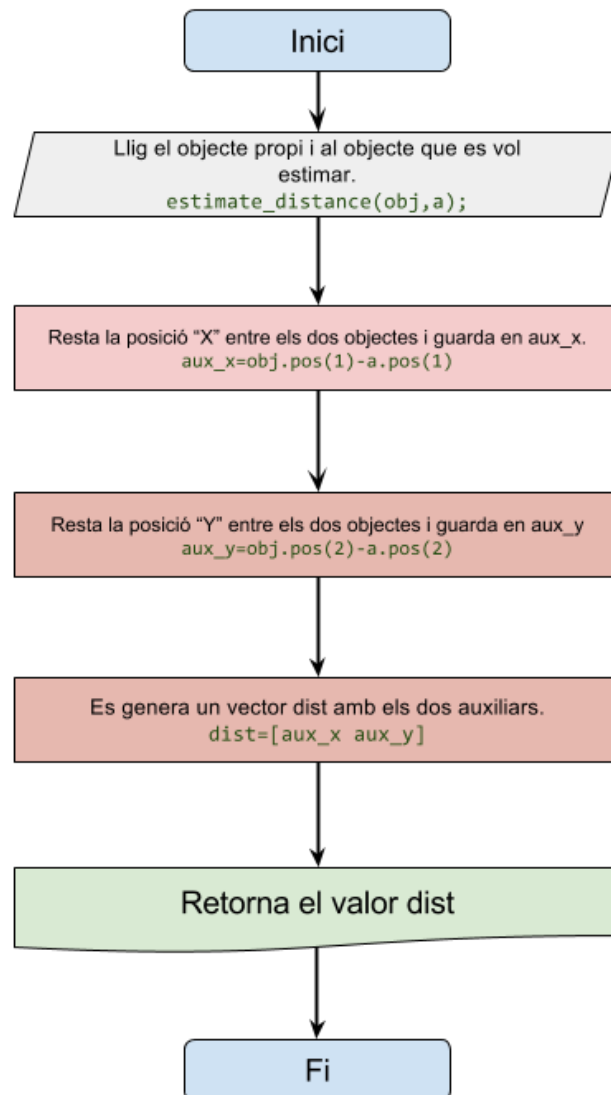 Inici
Llig el objecte propi i al objecte que es vol
estimar.
estimate_distance(obj,a);
Resta la posició “X” entre els dos objectes i guarda en aux_x.
aux_x=obj.pos(1)-a.pos(1)
Resta la posició “Y” entre els dos objectes i guarda en aux_y
aux_y=obj.pos(2)-a.pos(2)
Es genera un vector dist amb els dos auxiliars.
dist=[aux_x aux_y]
Retorna el valor dist
Fi